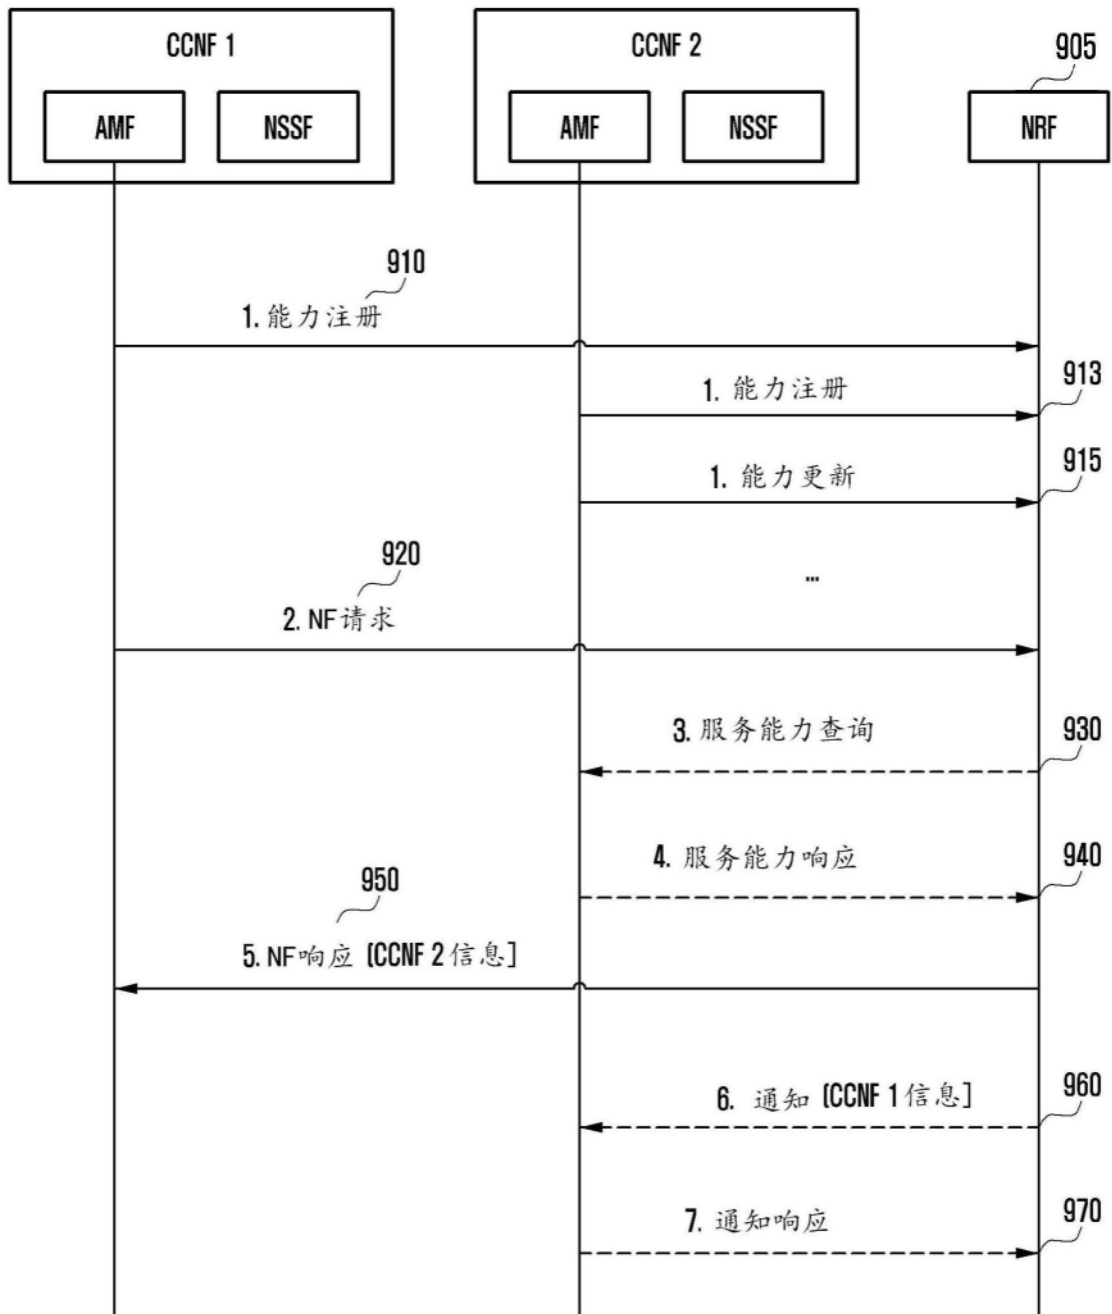 CCNF 1
CCNF 2
905
AMF
NSSF
AMF
NSSF
NRF
910
1. 能力注册
913
1. 能力注册
915
1. 能力更新
920
...
2. NF请求
930
3. 服务能力查询
940
4. 服务能力响应
950
5. NF响应 [CCNF 2信息]
960
6. 通知 [CCNF 1信息]
970
7. 通知响应